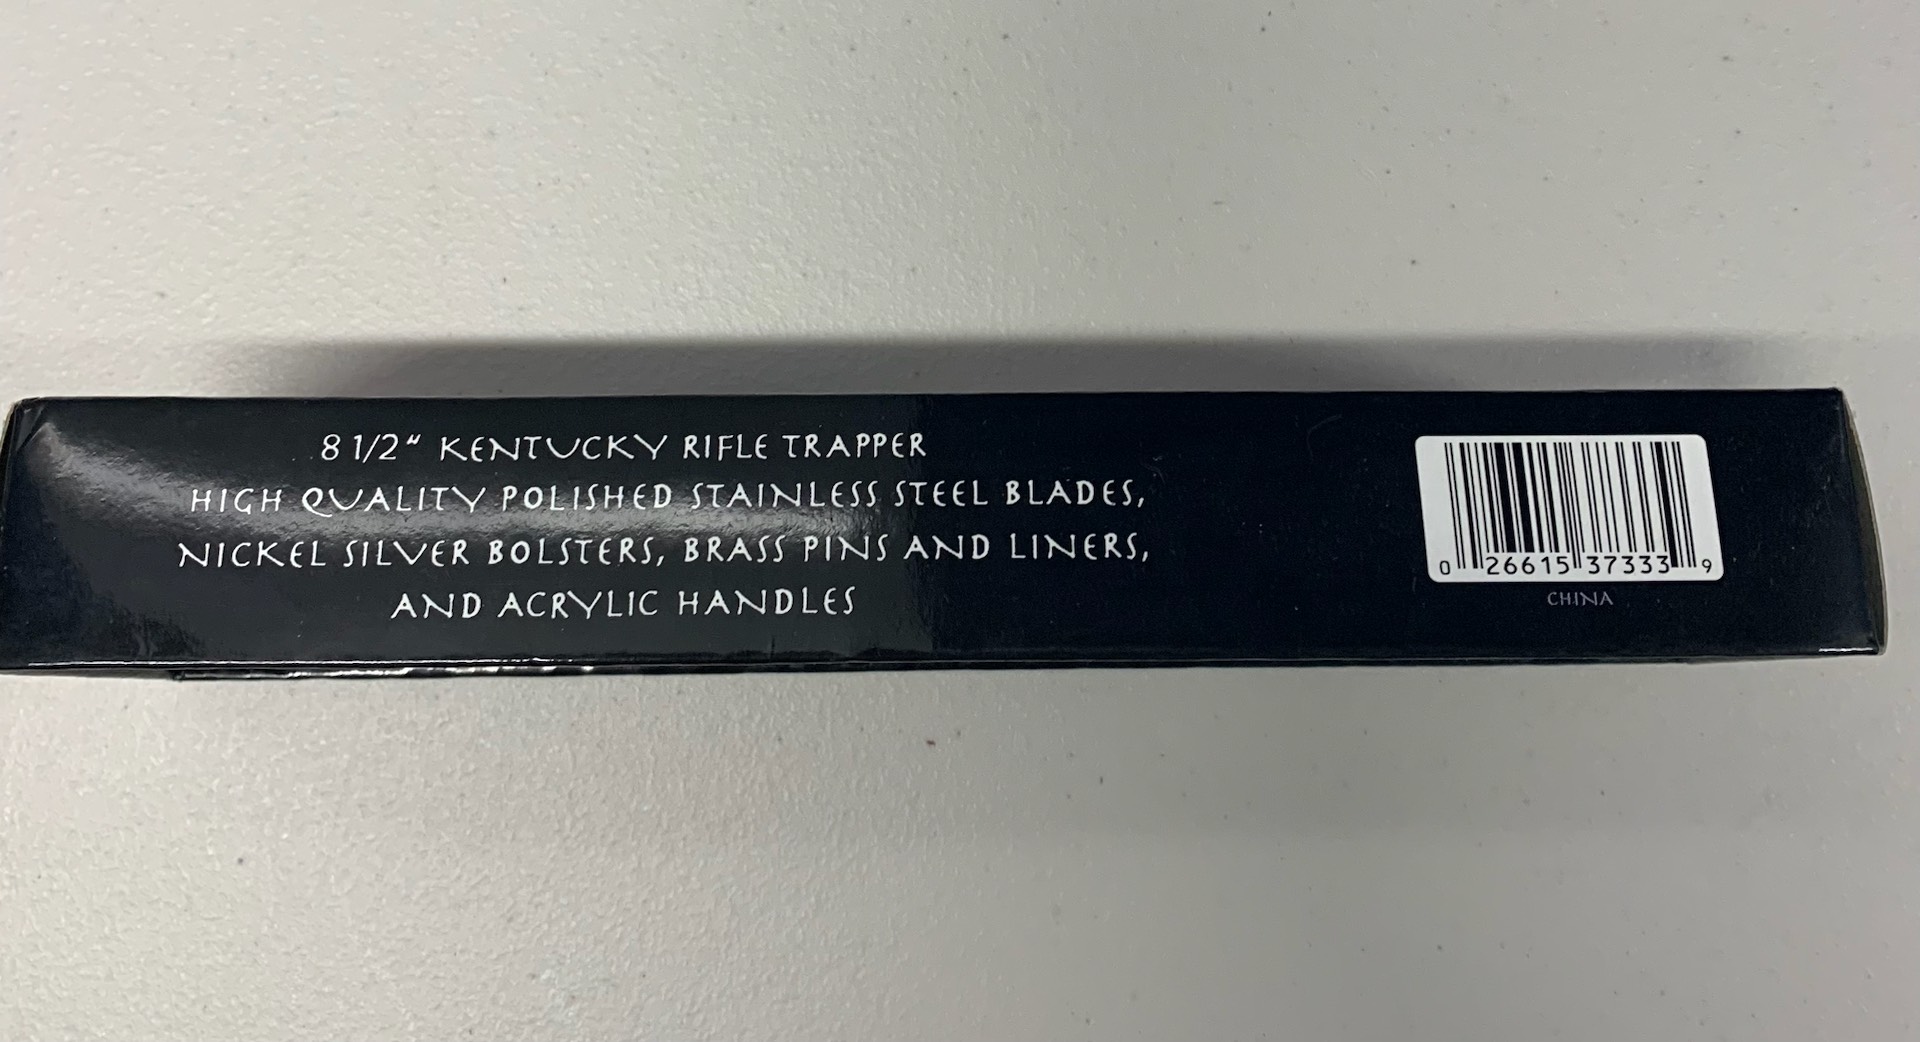 8 1/2" KENTUCKY RIFLE TRAPPER
HIGH QUALITY POLISHED STAINLESS STEEL BLADES,
NICKEL SILVER BOLSTERS, BRASS PINS AND LINERS,
AND ACRYLIC HANDLES
0 26615 37333 9
CHINA